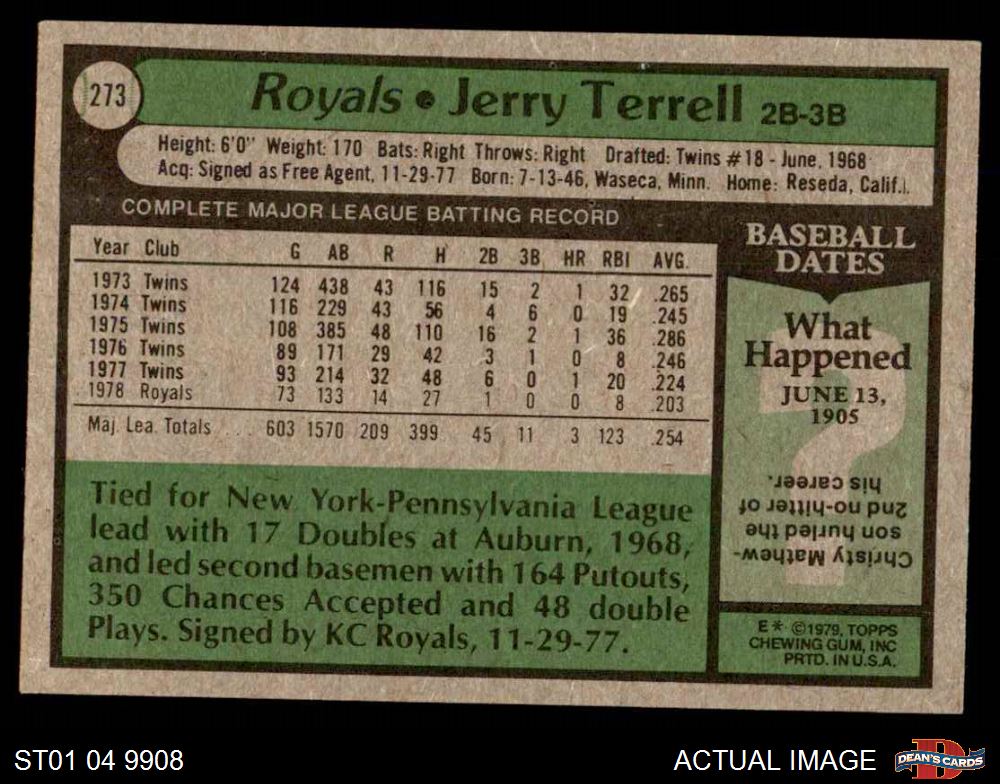 273
Royals • Jerry Terrell 2B-3B
Height: 6'0" Weight: 170 Bats: Right Throws: Right Drafted: Twins #18 - June, 1968
Acq: Signed as Free Agent, 11-29-77 Born: 7-13-46, Waseca, Minn. Home: Reseda, Calif.
COMPLETE MAJOR LEAGUE BATTING RECORD
Year Club G AB R H 2B 3B HR RBI AVG.
1973 Twins 124 438 43 116 15 2 1 32 .265
1974 Twins 116 229 43 56 4 6 0 19 .245
1975 Twins 108 385 48 110 16 2 1 36 .286
1976 Twins 89 171 29 42 3 1 0 8 .246
1977 Twins 93 214 32 48 6 0 1 20 .224
1978 Royals 73 133 14 27 1 0 0 8 .203
Maj. Lea. Totals ... 603 1570 209 399 45 11 3 123 .254
Tied for New York-Pennsylvania League
lead with 17 Doubles at Auburn, 1968,
and led second basemen with 164 Putouts,
350 Chances Accepted and 48 double
Plays. Signed by KC Royals, 11-29-77.
BASEBALL
DATES
What
Happened
JUNE 13,
1905
?
Christy Mathew-
son hurled the
2nd no-hitter of
his career.
E* ©1979, TOPPS
CHEWING GUM, INC
PRTD. IN U.S.A.
ST01 04 9908
ACTUAL IMAGE
D
DEAN'S CARDS